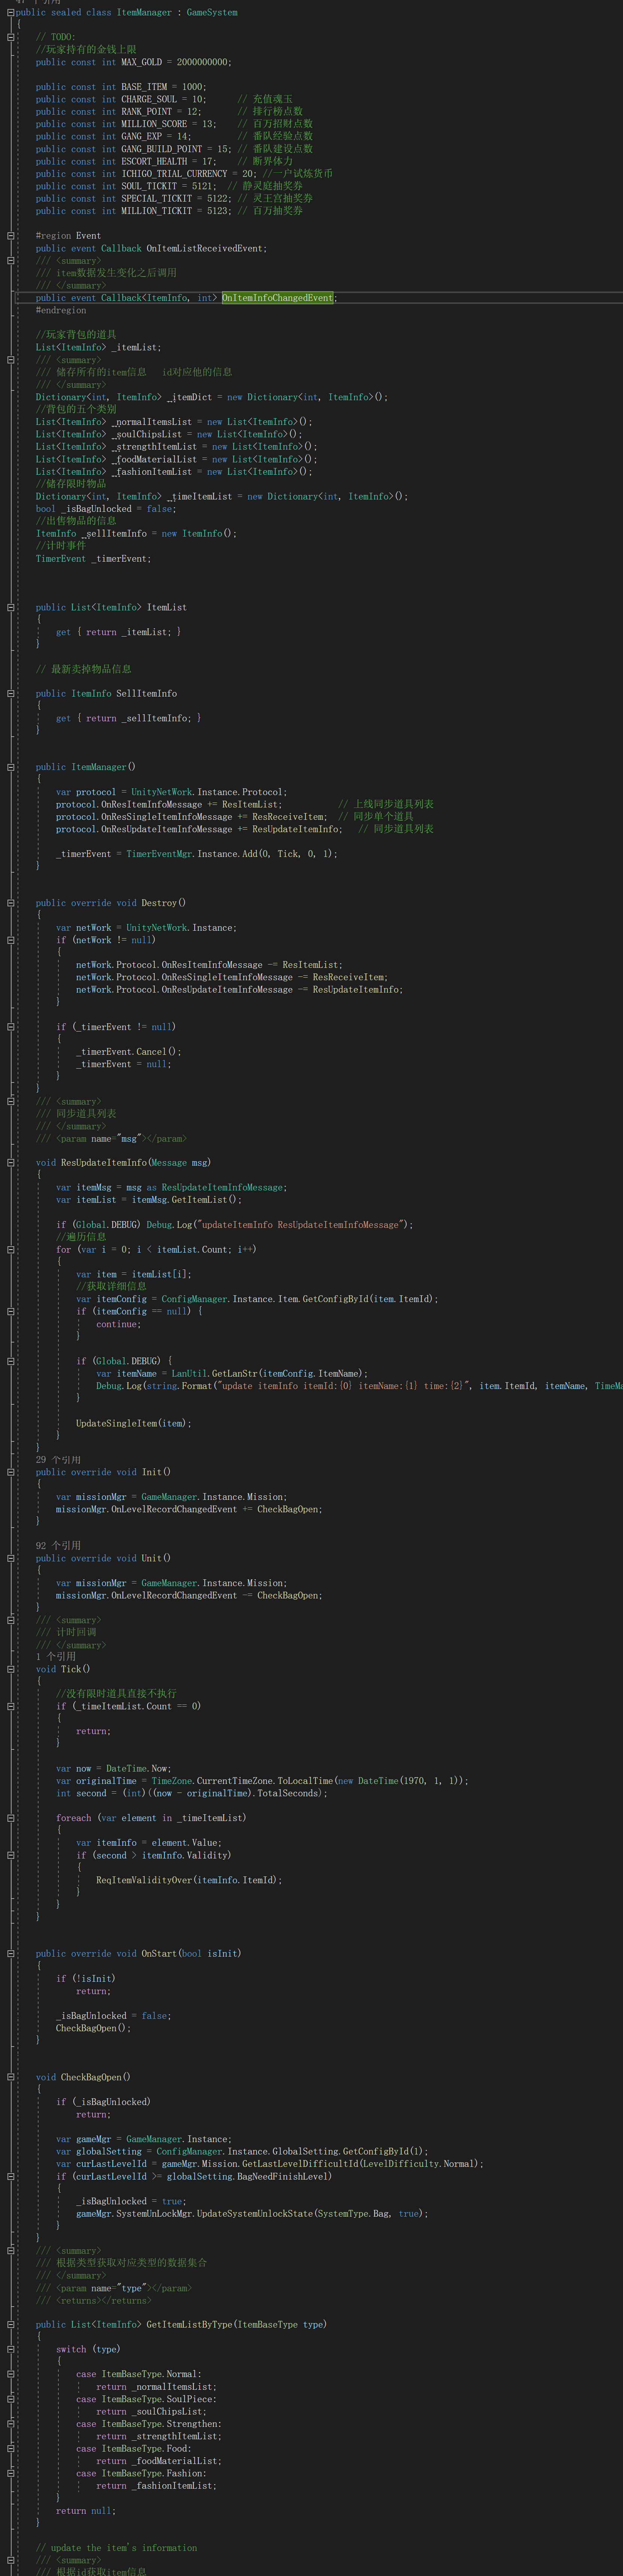 public sealed class ItemManager : GameSystem
{
// TODO:
//玩家持有的金钱上限
public const int MAX_GOLD = 2000000000;
public const int BASE_ITEM = 1000;
public const int CHARGE_SOUL = 10; // 充值魂玉
public const int RANK_POINT = 12; // 排行榜点数
public const int MILLION_SCORE = 13; // 百万招财点数
public const int GANG_EXP = 14; // 番队经验点数
public const int GANG_BUILD_POINT = 15; // 番队建设点数
public const int ESCORT_HEALTH = 17; // 断界体力
public const int ICHIGO_TRIAL_CURRENCY = 20; //一户试炼货币
public const int SOUL_TICKIT = 5121; // 静灵庭抽奖券
public const int SPECIAL_TICKIT = 5122; // 灵王宫抽奖券
public const int MILLION_TICKIT = 5123; // 百万抽奖券
#region Event
public event Callback OnItemListReceivedEvent;
/// <summary>
/// item数据发生变化之后调用
/// </summary>
public event Callback<ItemInfo, int> OnItemInfoChangedEvent;
#endregion
//玩家背包的道具
List<ItemInfo> _itemList;
/// <summary>
/// 储存所有的item信息 id对应他的信息
/// </summary>
Dictionary<int, ItemInfo> _itemDict = new Dictionary<int, ItemInfo>();
//背包的五个类别
List<ItemInfo> _normalItemsList = new List<ItemInfo>();
List<ItemInfo> _soulChipsList = new List<ItemInfo>();
List<ItemInfo> _strengthItemList = new List<ItemInfo>();
List<ItemInfo> _foodMaterialList = new List<ItemInfo>();
List<ItemInfo> _fashionItemList = new List<ItemInfo>();
//储存限时物品
Dictionary<int, ItemInfo> _timeItemList = new Dictionary<int, ItemInfo>();
bool _isBagUnlocked = false;
//出售物品的信息
ItemInfo _sellItemInfo = new ItemInfo();
//计时事件
TimerEvent _timerEvent;
public List<ItemInfo> ItemList
{
get { return _itemList; }
}
// 最新卖掉物品信息
public ItemInfo SellItemInfo
{
get { return _sellItemInfo; }
}
public ItemManager()
{
var protocol = UnityNetWork.Instance.Protocol;
protocol.OnResItemInfoMessage += ResItemList; // 上线同步道具列表
protocol.OnResSingleItemInfoMessage += ResReceiveItem; // 同步单个道具
protocol.OnResUpdateItemInfoMessage += ResUpdateItemInfo; // 同步道具列表
_timerEvent = TimerEventMgr.Instance.Add(0, Tick, 0, 1);
}
public override void Destroy()
{
var netWork = UnityNetWork.Instance;
if (netWork != null)
{
netWork.Protocol.OnResItemInfoMessage -= ResItemList;
netWork.Protocol.OnResSingleItemInfoMessage -= ResReceiveItem;
netWork.Protocol.OnResUpdateItemInfoMessage -= ResUpdateItemInfo;
}
if (_timerEvent != null)
{
_timerEvent.Cancel();
_timerEvent = null;
}
}
/// <summary>
/// 同步道具列表
/// </summary>
/// <param name="msg"></param>
void ResUpdateItemInfo(Message msg)
{
var itemMsg = msg as ResUpdateItemInfoMessage;
var itemList = itemMsg.GetItemList();
if (Global.DEBUG) Debug.Log("updateItemInfo ResUpdateItemInfoMessage");
//遍历信息
for (var i = 0; i < itemList.Count; i++)
{
var item = itemList[i];
//获取详细信息
var itemConfig = ConfigManager.Instance.Item.GetConfigById(item.ItemId);
if (itemConfig == null) {
continue;
}
if (Global.DEBUG) {
var itemName = LanUtil.GetLanStr(itemConfig.ItemName);
Debug.Log(string.Format("update itemInfo itemId:{0} itemName:{1} time:{2}", item.ItemId, itemName, TimeMa
}
UpdateSingleItem(item);
}
}
29 个引用
public override void Init()
{
var missionMgr = GameManager.Instance.Mission;
missionMgr.OnLevelRecordChangedEvent += CheckBagOpen;
}
92 个引用
public override void Unit()
{
var missionMgr = GameManager.Instance.Mission;
missionMgr.OnLevelRecordChangedEvent -= CheckBagOpen;
}
/// <summary>
/// 计时回调
/// </summary>
1 个引用
void Tick()
{
//没有限时道具直接不执行
if (_timeItemList.Count == 0)
{
return;
}
var now = DateTime.Now;
var originalTime = TimeZone.CurrentTimeZone.ToLocalTime(new DateTime(1970, 1, 1));
int second = (int)((now - originalTime).TotalSeconds);
foreach (var element in _timeItemList)
{
var itemInfo = element.Value;
if (second > itemInfo.Validity)
{
ReqItemValidityOver(itemInfo.ItemId);
}
}
}
public override void OnStart(bool isInit)
{
if (!isInit)
return;
_isBagUnlocked = false;
CheckBagOpen();
}
void CheckBagOpen()
{
if (_isBagUnlocked)
return;
var gameMgr = GameManager.Instance;
var globalSetting = ConfigManager.Instance.GlobalSetting.GetConfigById(1);
var curLastLevelId = gameMgr.Mission.GetLastLevelDifficultId(LevelDifficulty.Normal);
if (curLastLevelId >= globalSetting.BagNeedFinishLevel)
{
_isBagUnlocked = true;
gameMgr.SystemUnLockMgr.UpdateSystemUnlockState(SystemType.Bag, true);
}
}
/// <summary>
/// 根据类型获取对应类型的数据集合
/// </summary>
/// <param name="type"></param>
/// <returns></returns>
public List<ItemInfo> GetItemListByType(ItemBaseType type)
{
switch (type)
{
case ItemBaseType.Normal:
return _normalItemsList;
case ItemBaseType.SoulPiece:
return _soulChipsList;
case ItemBaseType.Strengthen:
return _strengthItemList;
case ItemBaseType.Food:
return _foodMaterialList;
case ItemBaseType.Fashion:
return _fashionItemList;
}
return null;
}
// update the item's information
/// <summary>
/// 根据id获取item信息